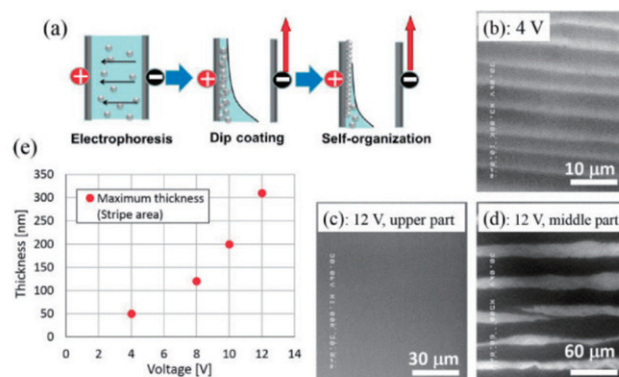 (a)
+
−
+
−
+
−
Electrophoresis
Dip coating
Self-organization
(b): 4 V
10 μm
(e)
350
300
250
200
150
100
50
0
Thickness [nm]
Maximum thickness
(Stripe area)
0 2 4 6 8 10 12 14
Voltage [V]
(c): 12 V, upper part
30 μm
(d): 12 V, middle part
60 μm